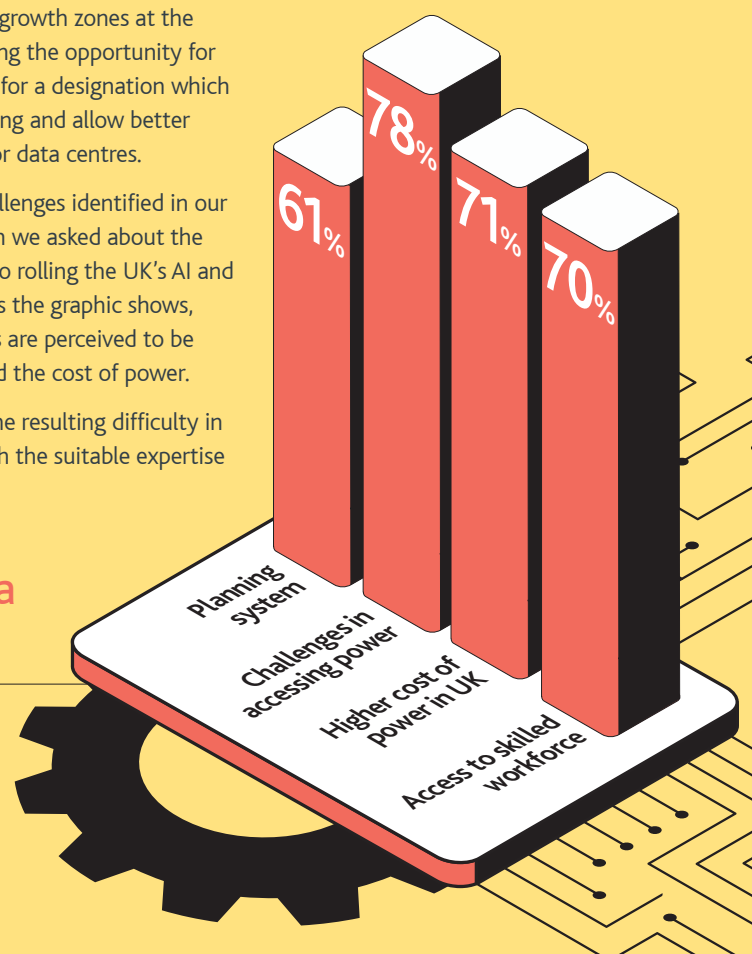 growth zones at the
ng the opportunity for
for a designation which
ng and allow better
or data centres.
llenges identified in our
n we asked about the
o rolling the UK's AI and
s the graphic shows,
s are perceived to be
d the cost of power.
he resulting difficulty in
h the suitable expertise
a
61%
78%
71%
70%
Planning
system
Challenges in
accessing power
Higher cost of
power in UK
Access to skilled
workforce